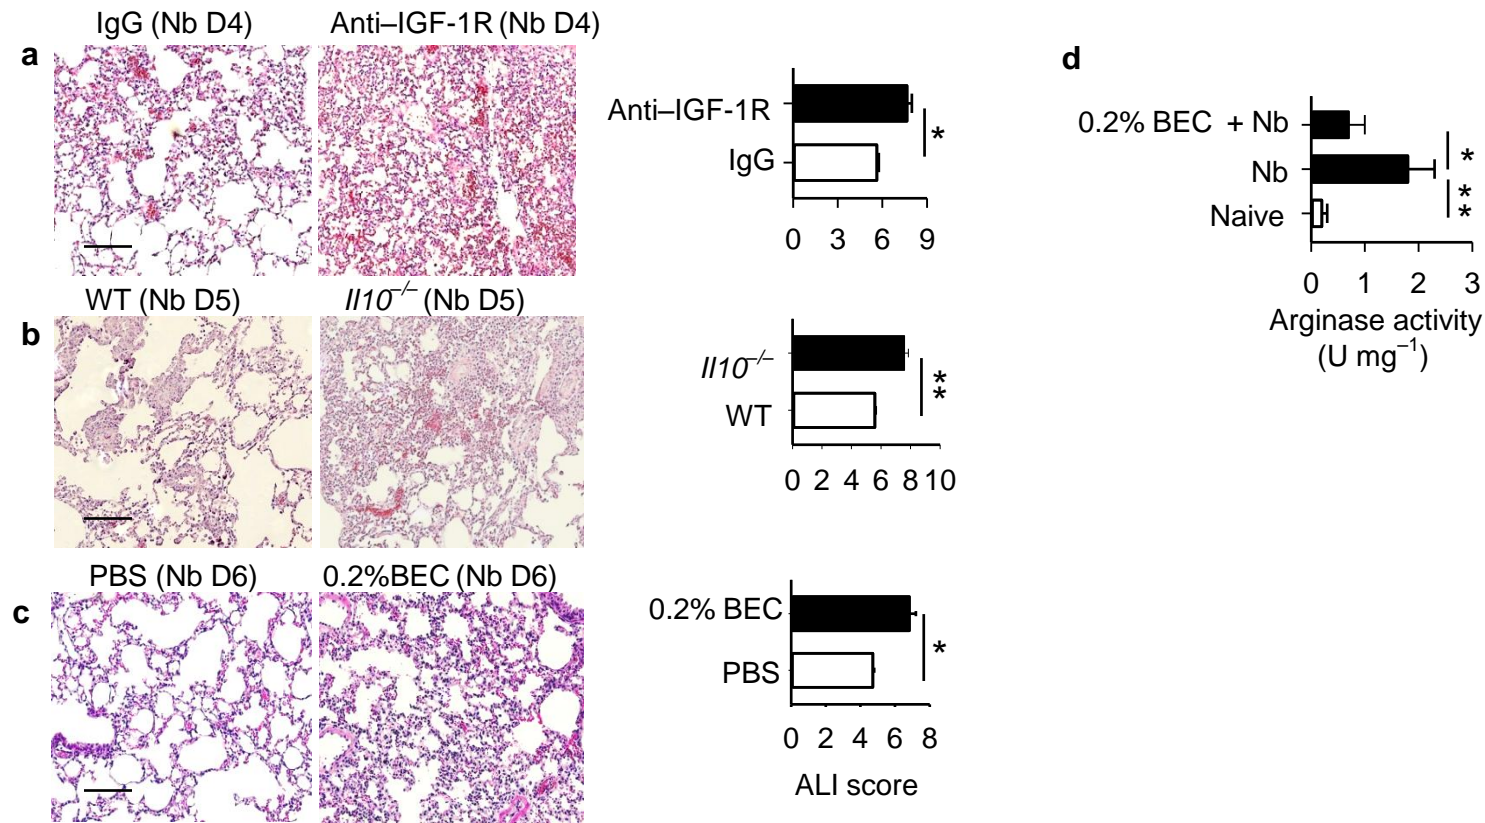 IgG (Nb D4) Anti–IGF-1R (Nb D4)
a
Anti–IGF-1R
*
IgG
0 3 6 9
WT (Nb D5) Il10–/– (Nb D5)
b
Il10–/–
*
*
WT
0 2 4 6 8 10
PBS (Nb D6) 0.2%BEC (Nb D6)
c
0.2% BEC
*
PBS
0 2 4 6 8
ALI score
d
0.2% BEC + Nb
*
Nb
*
*
Naive
0 1 2 3
Arginase activity
(U mg–1)